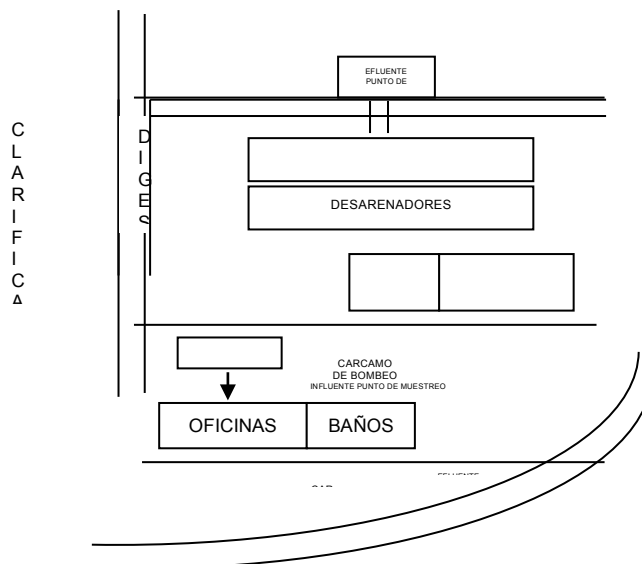 EFLUENTE
PUNTO DE
C
L
A
R
I
F
I
C
A
D
I
G
E
S
DESARENADORES
CARCAMO
DE BOMBEO
INFLUENTE PUNTO DE MUESTREO
OFICINAS
BAÑOS